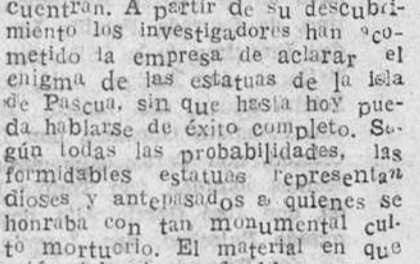 cuentran. A partir de su descubri-
miento los investigadores han aco-
metido la empresa de aclarar el
enigma de las estatuas de la isla
de Pascua, sin que hasta hoy pue-
da hablarse de éxito completo. Se-
gún todas las probabilidades, las
formidables estatuas representan
dioses y antepasados a quienes se
honraba con tan monumental cul-
to mortuorio. El material en que